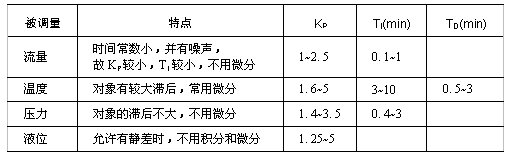 被调量 特点 KP TI(min) TD(min)
流量 时间常数小，并有噪声，
故KP较小，TI较小，不用微分 1~2.5 0.1~1
温度 对象有较大滞后，常用微分 1.6~5 3~10 0.5~3
压力 对象的滞后不大，不用微分 1.4~3.5 0.4~3
液位 允许有静差时，不用积分和微分 1.25~5